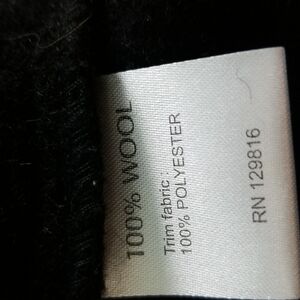 100% WOOL
Trim fabric :
100% POLYESTER
RN 129816